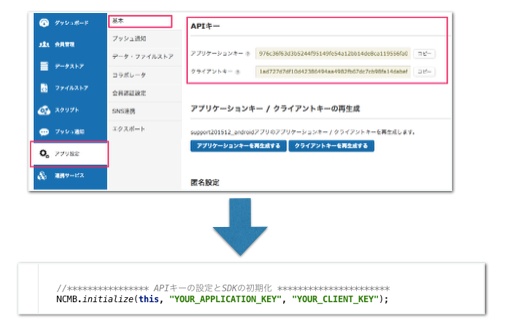 ダッシュボード
会員管理
データストア
ファイルストア
スクリプト
プッシュ通知
アプリ設定
連携サービス
基本
プッシュ通知
データ・ファイルストア
コラボレータ
会員認証設定
SNS連携
エクスポート
APIキー
アプリケーションキー
コピー
クライアントキー
コピー
アプリケーションキー / クライアントキーの再生成
support201512_androidアプリのアプリケーションキー / クライアントキーを再生成します。
アプリケーションキーを再生成する クライアントキーを再生成する
匿名設定
//**************** APIキーの設定とSDKの初期化 **********************
NCMB.initialize(this, "YOUR_APPLICATION_KEY", "YOUR_CLIENT_KEY");